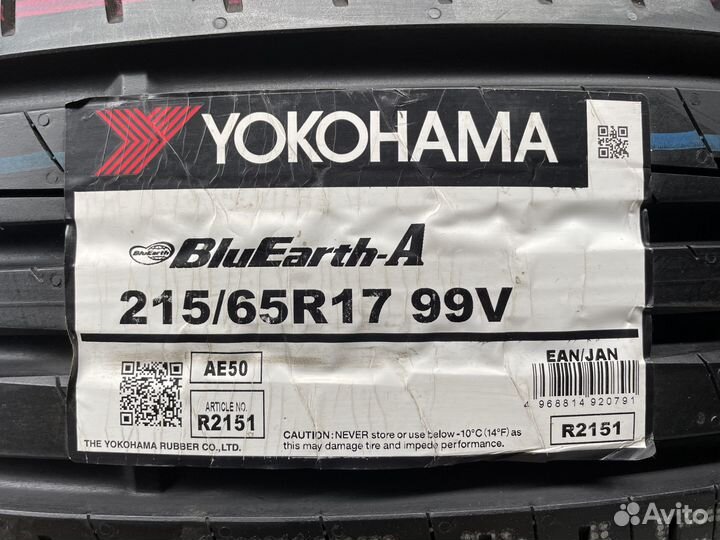 YOKOHAMA
BluEarth BluEarth-A
215/65R17 99V
AE50
ARTICLE NO.
R2151
THE YOKOHAMA RUBBER CO.,LTD.
CAUTION: NEVER store or use below -10°C (14°F) as
this may damage tire and impede performance.
EAN/JAN
4 968814 920791
R2151
Avito